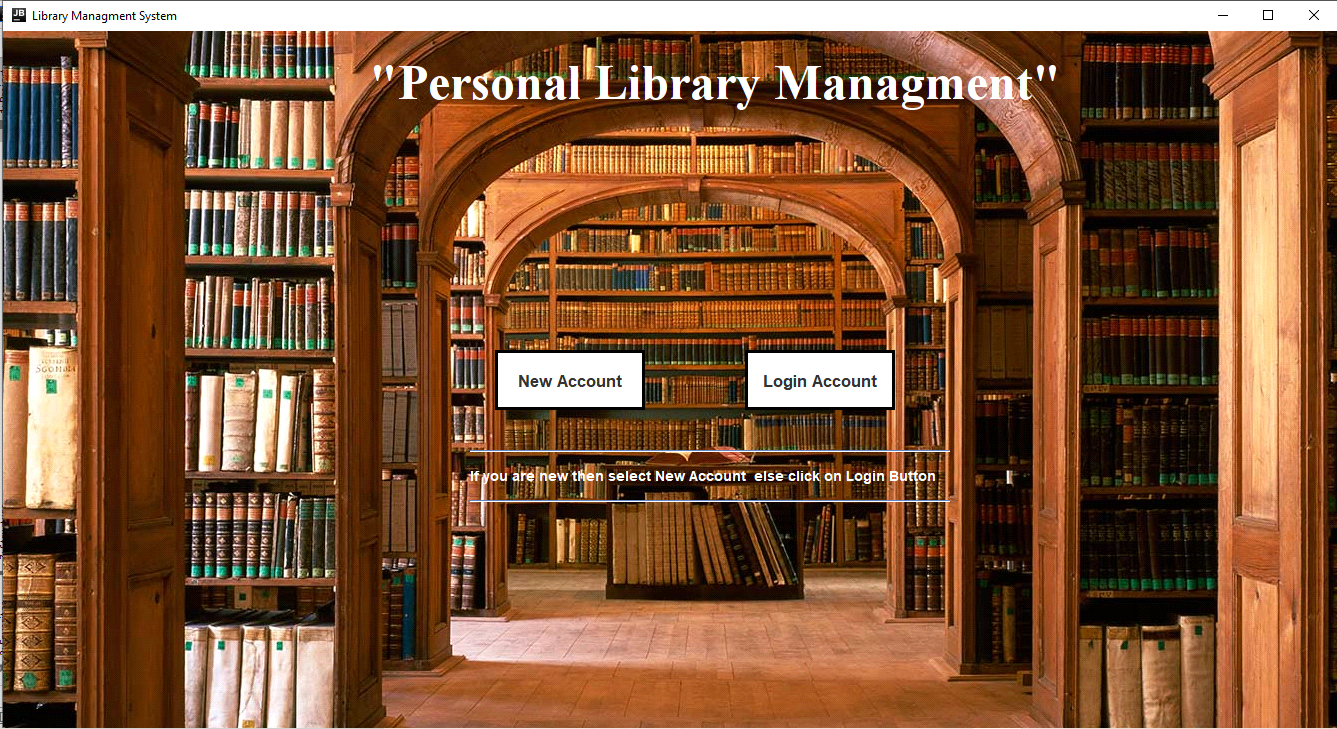 JB
Library Managment System
"Personal Library Managment"
New Account
Login Account
If you are new then select New Account  else click on Login Button